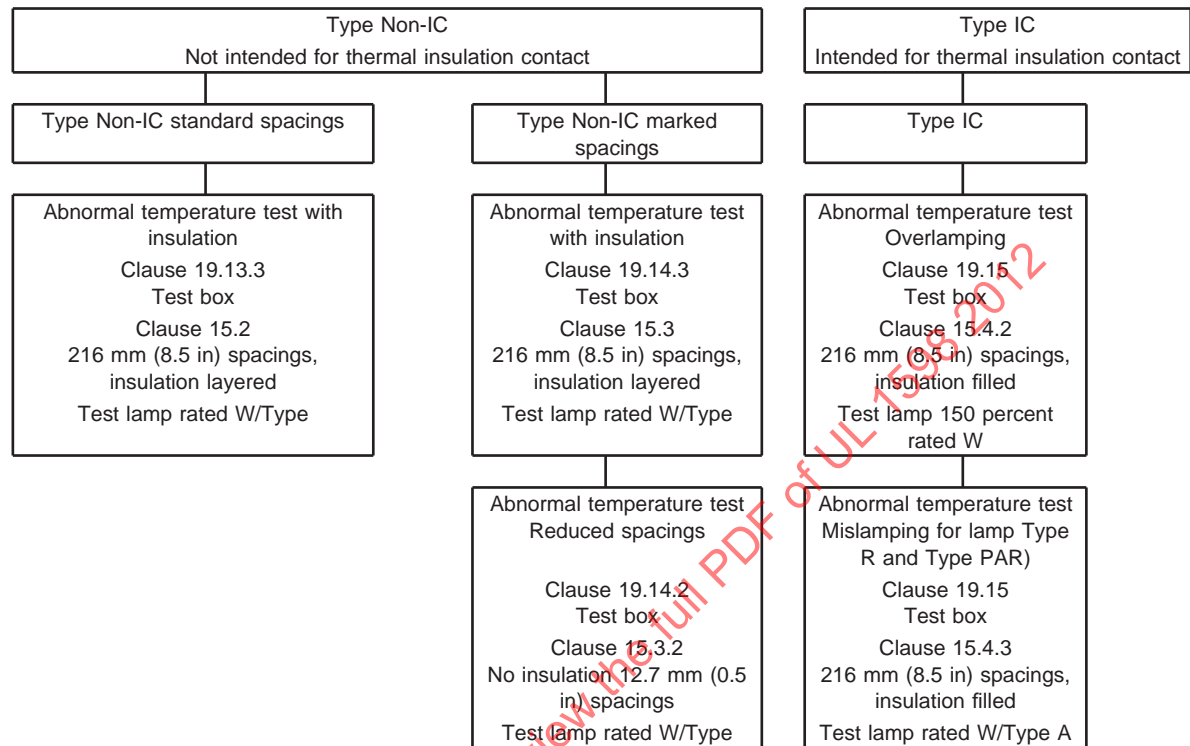 Type Non-IC
Not intended for thermal insulation contact
Type IC
Intended for thermal insulation contact
Type Non-IC standard spacings
Type Non-IC marked
spacings
Type IC
Abnormal temperature test with
insulation
Clause 19.13.3
Test box
Clause 15.2
216 mm (8.5 in) spacings,
insulation layered
Test lamp rated W/Type
Abnormal temperature test
with insulation
Clause 19.14.3
Test box
Clause 15.3
216 mm (8.5 in) spacings,
insulation layered
Test lamp rated W/Type
Abnormal temperature test
Overlamping
Clause 19.15
Test box
Clause 15.4.2
216 mm (8.5 in) spacings,
insulation filled
Test lamp 150 percent
rated W
Abnormal temperature test
Reduced spacings
Clause 19.14.2
Test box
Clause 15.3.2
No insulation 12.7 mm (0.5
in) spacings
Test lamp rated W/Type
Abnormal temperature test
Mislamping for lamp Type
R and Type PAR)
Clause 19.15
Test box
Clause 15.4.3
216 mm (8.5 in) spacings,
insulation filled
Test lamp rated W/Type A
view the full PDF of UL 1598 2012